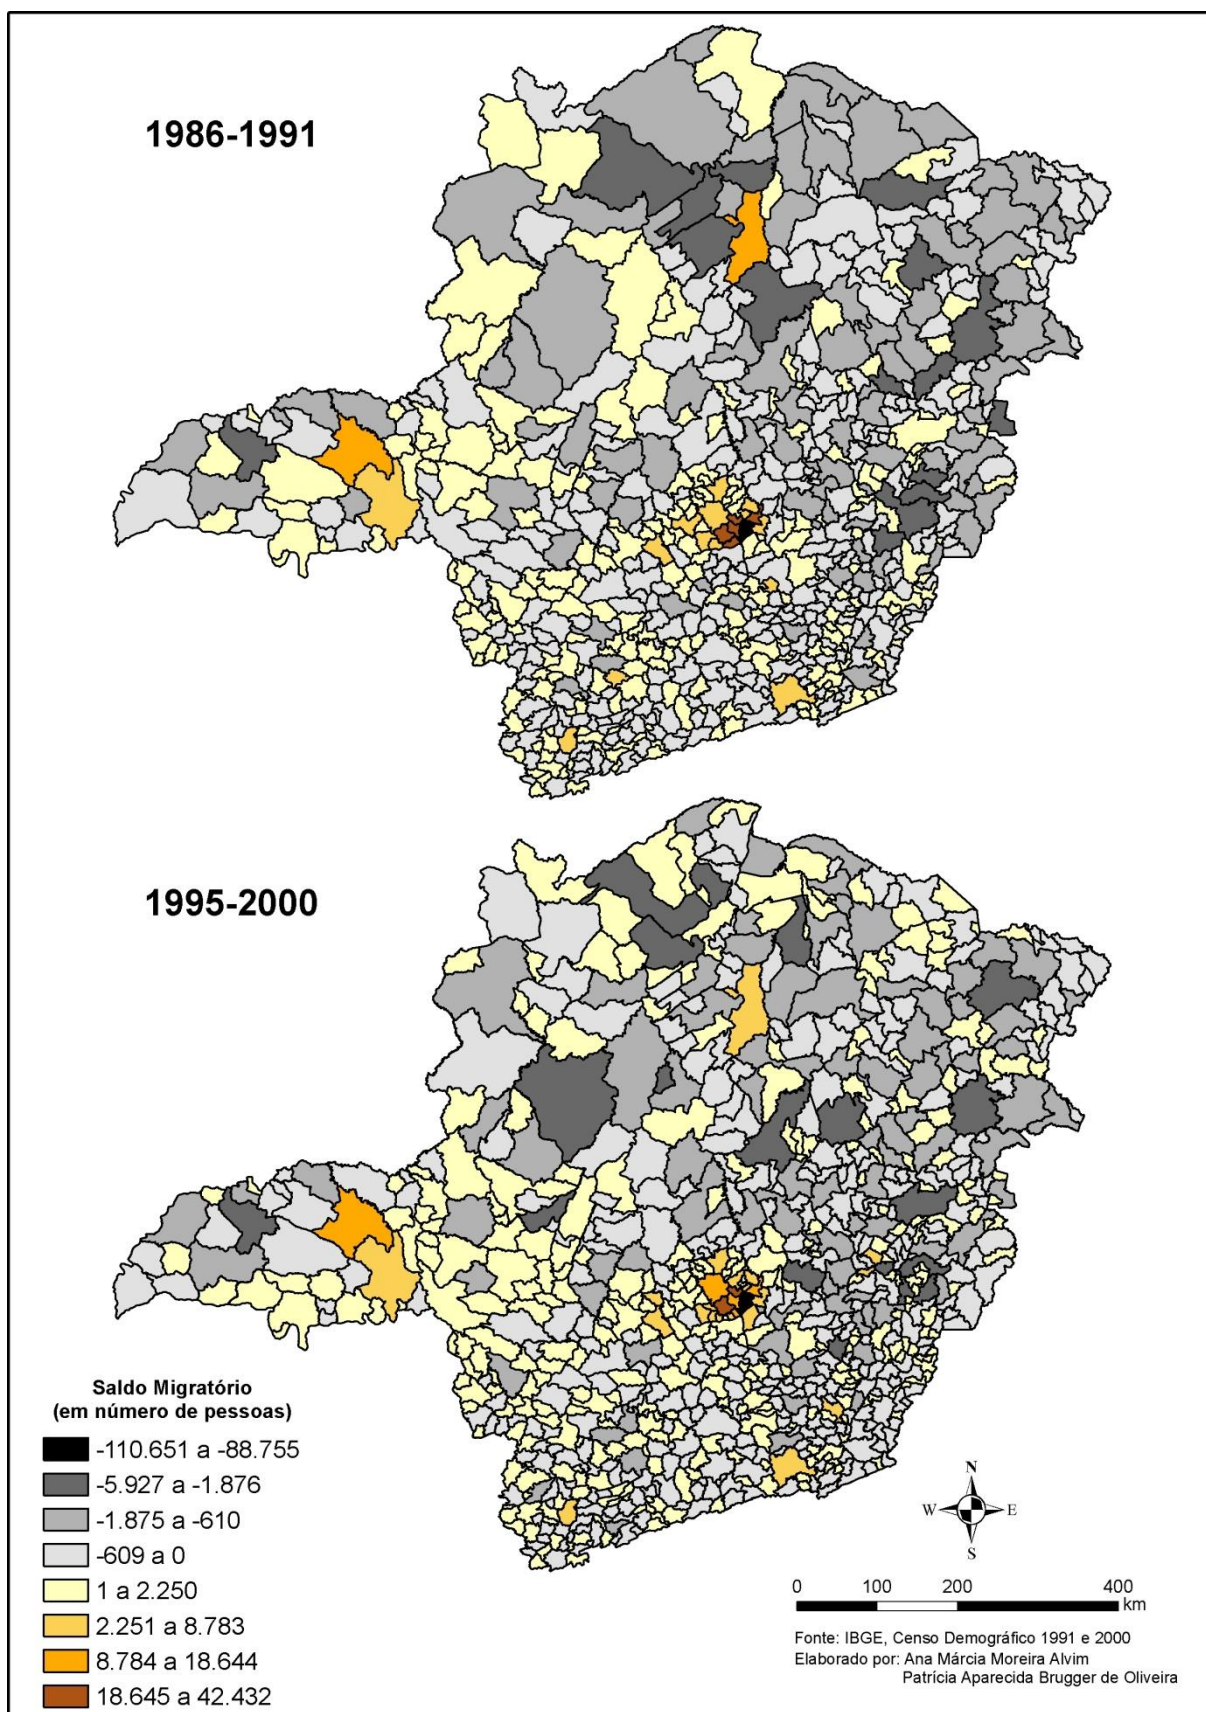 1986-1991
1995-2000
Saldo Migratório
(em número de pessoas)
-110.651 a -88.755
-5.927 a -1.876
-1.875 a -610
-609 a 0
1 a 2.250
2.251 a 8.783
8.784 a 18.644
18.645 a 42.432
N
W E
S
0 100 200 400
km
Fonte: IBGE, Censo Demográfico 1991 e 2000
Elaborado por: Ana Márcia Moreira Alvim
Patrícia Aparecida Brugger de Oliveira